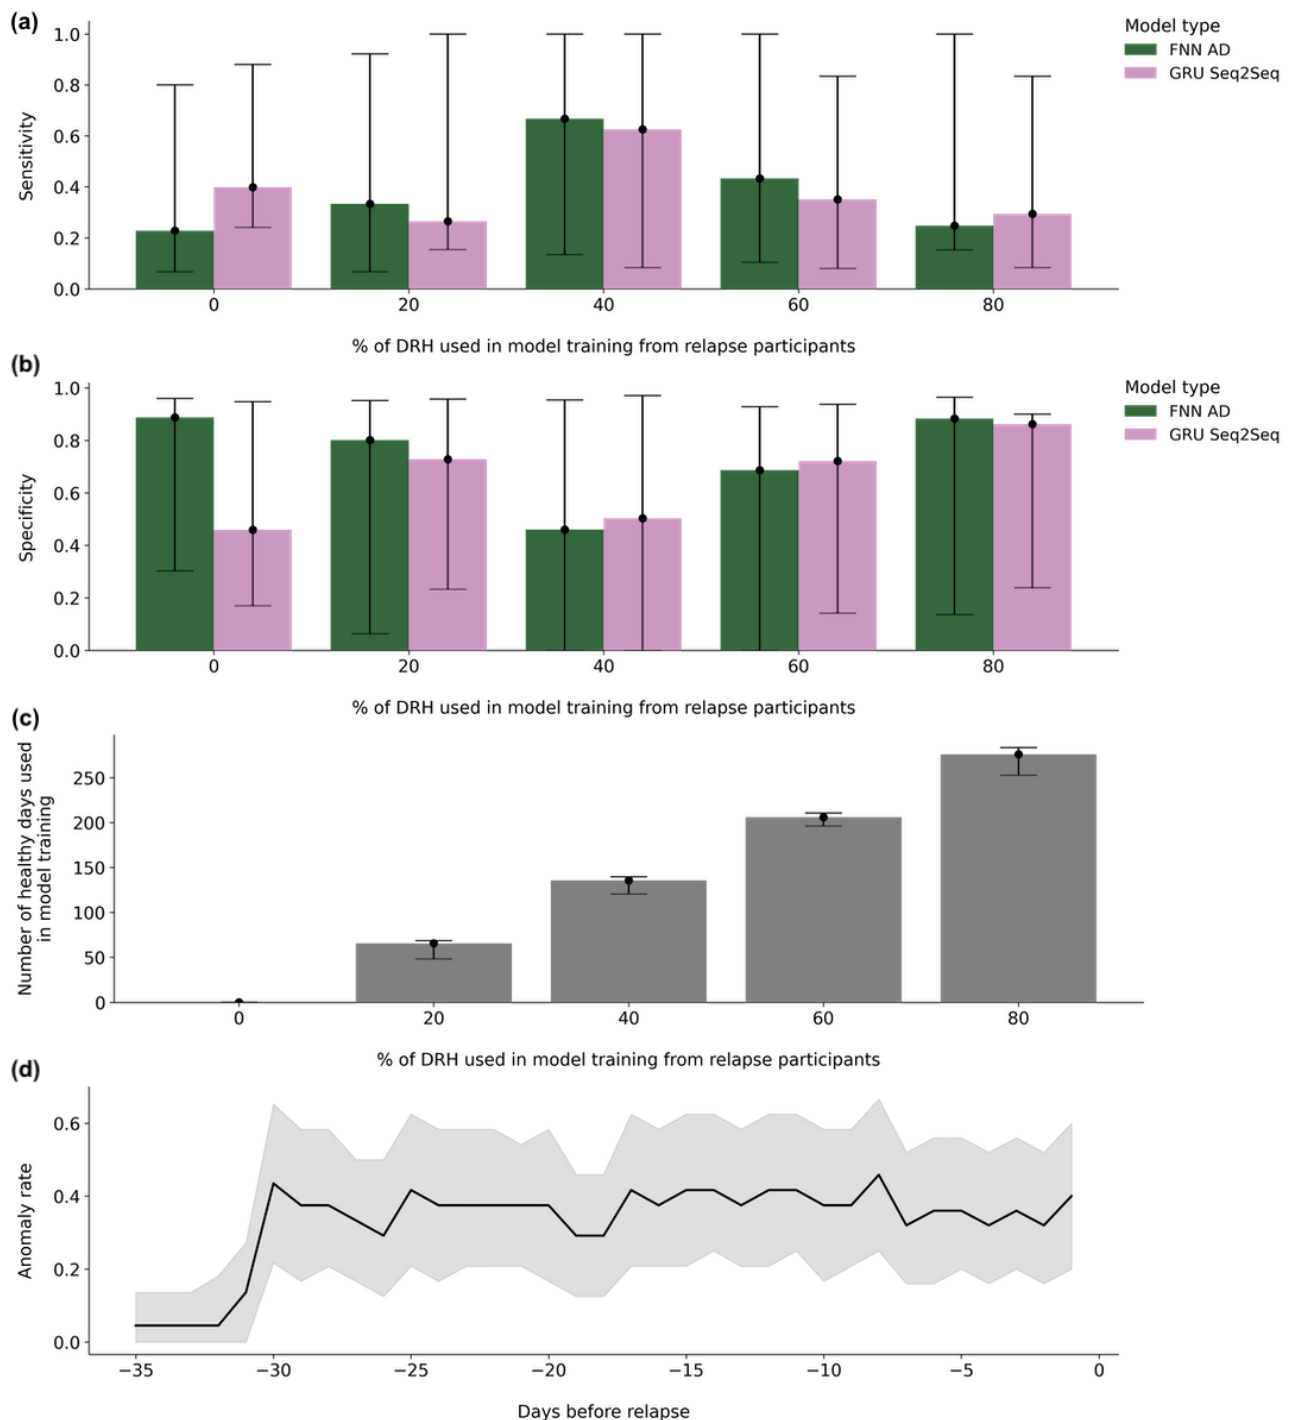 (a)
Model type
FNN AD
GRU Seq2Seq
Sensitivity
1.0
0.8
0.6
0.4
0.2
0.0
0 20 40 60 80
% of DRH used in model training from relapse participants
(b)
Model type
FNN AD
GRU Seq2Seq
Specificity
1.0
0.8
0.6
0.4
0.2
0.0
0 20 40 60 80
% of DRH used in model training from relapse participants
(c)
Number of healthy days used
in model training
250
200
150
100
50
0
0 20 40 60 80
% of DRH used in model training from relapse participants
(d)
Anomaly rate
0.6
0.4
0.2
0.0
−35 −30 −25 −20 −15 −10 −5 0
Days before relapse